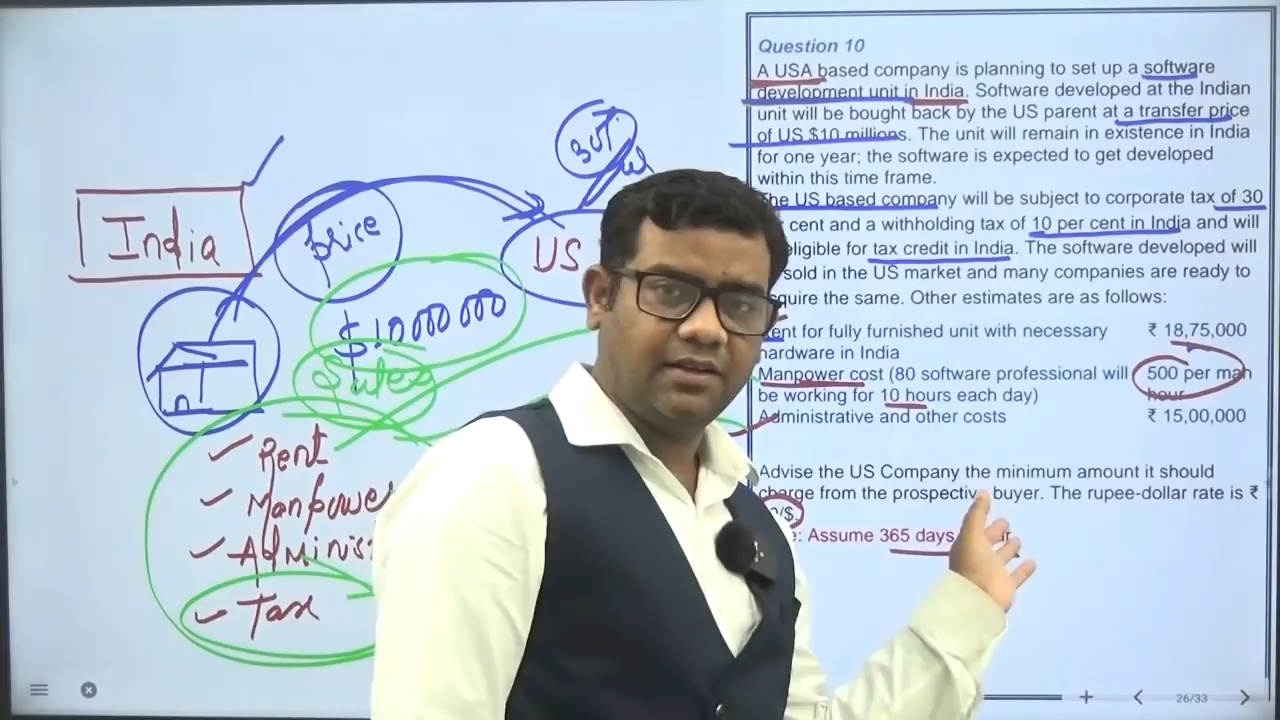 India
price
30%
US
$10000000
Sales
Rent
Manpower
Adminis
Tax
Question 10
A USA based company is planning to set up a software
development unit in India. Software developed at the Indian
unit will be bought back by the US parent at a transfer price
of US $10 millions. The unit will remain in existence in India
for one year; the software is expected to get developed
within this time frame.
The US based company will be subject to corporate tax of 30
cent and a withholding tax of 10 per cent in India and will
eligible for tax credit in India. The software developed will
sold in the US market and many companies are ready to
quire the same. Other estimates are as follows:
Rent for fully furnished unit with necessary ₹ 18,75,000
hardware in India
Manpower cost (80 software professional will 500 per man
be working for 10 hours each day) hour
Administrative and other costs ₹ 15,00,000
Advise the US Company the minimum amount it should
charge from the prospective buyer. The rupee-dollar rate is ₹
0/$.
e: Assume 365 days
26/33